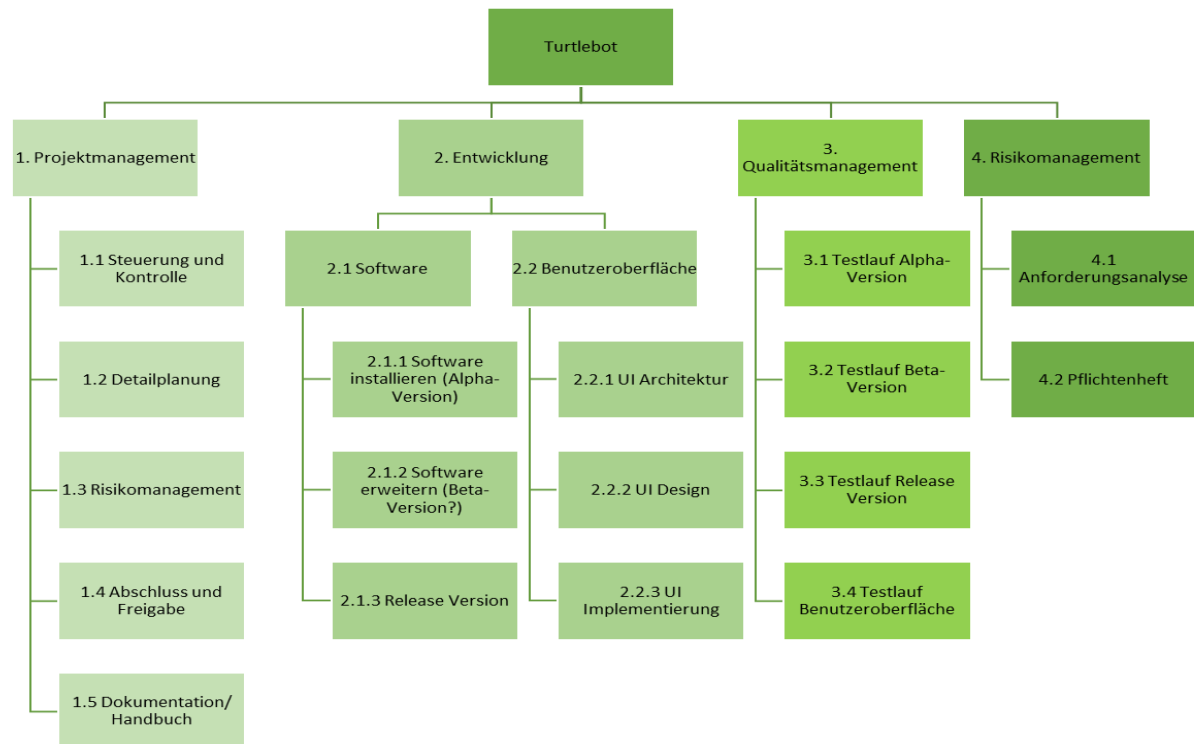 Turtlebot
1. Projektmanagement
2. Entwicklung
3.
Qualitätsmanagement
4. Risikomanagement
1.1 Steuerung und
Kontrolle
1.2 Detailplanung
1.3 Risikomanagement
1.4 Abschluss und
Freigabe
1.5 Dokumentation/
Handbuch
2.1 Software
2.1.1 Software
installieren (Alpha-
Version)
2.1.2 Software
erweitern (Beta-
Version?)
2.1.3 Release Version
2.2 Benutzeroberfläche
2.2.1 UI Architektur
2.2.2 UI Design
2.2.3 UI
Implementierung
3.1 Testlauf Alpha-
Version
3.2 Testlauf Beta-
Version
3.3 Testlauf Release
Version
3.4 Testlauf
Benutzeroberfläche
4.1
Anforderungsanalyse
4.2 Pflichtenheft